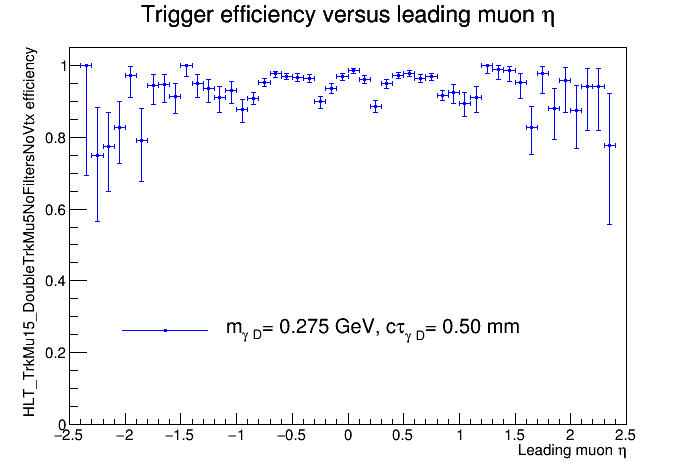 Trigger efficiency versus leading muon η
HLT_TrkMu15_DoubleTrkMu5NoFiltersNoVtx efficiency
1
0.8
0.6
0.4
0.2
0
m_γ D= 0.275 GeV, cτ_γ D= 0.50 mm
−2.5 −2 −1.5 −1 −0.5 0 0.5 1 1.5 2 2.5
Leading muon η